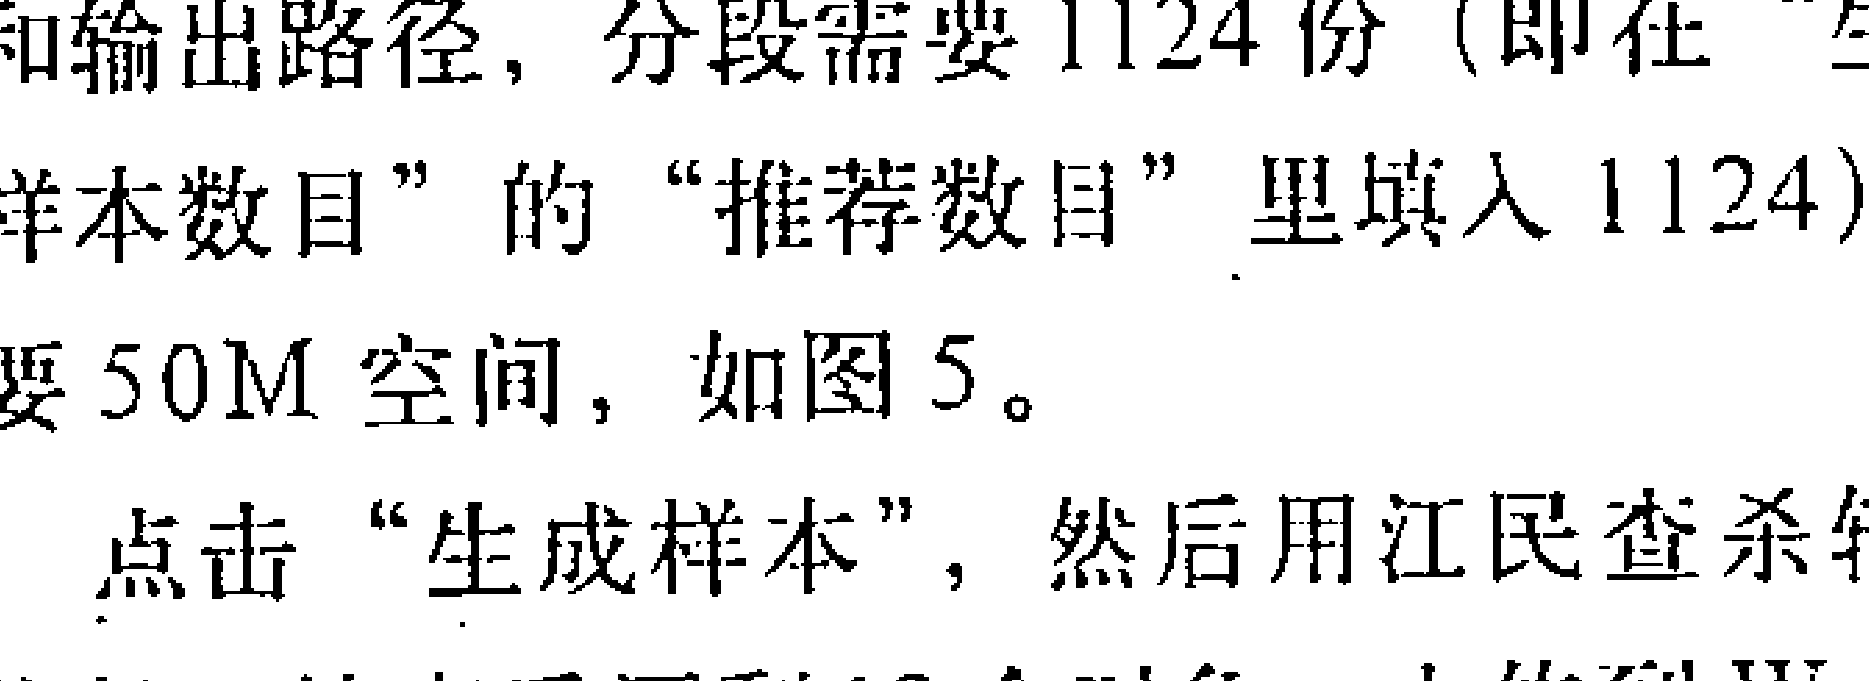 和输出路径，分段需要1124份（即在“生
样本数目”的“推荐数目”里填入1124）
要50M空间，如图5。
点击“生成样本”，然后用江民查杀